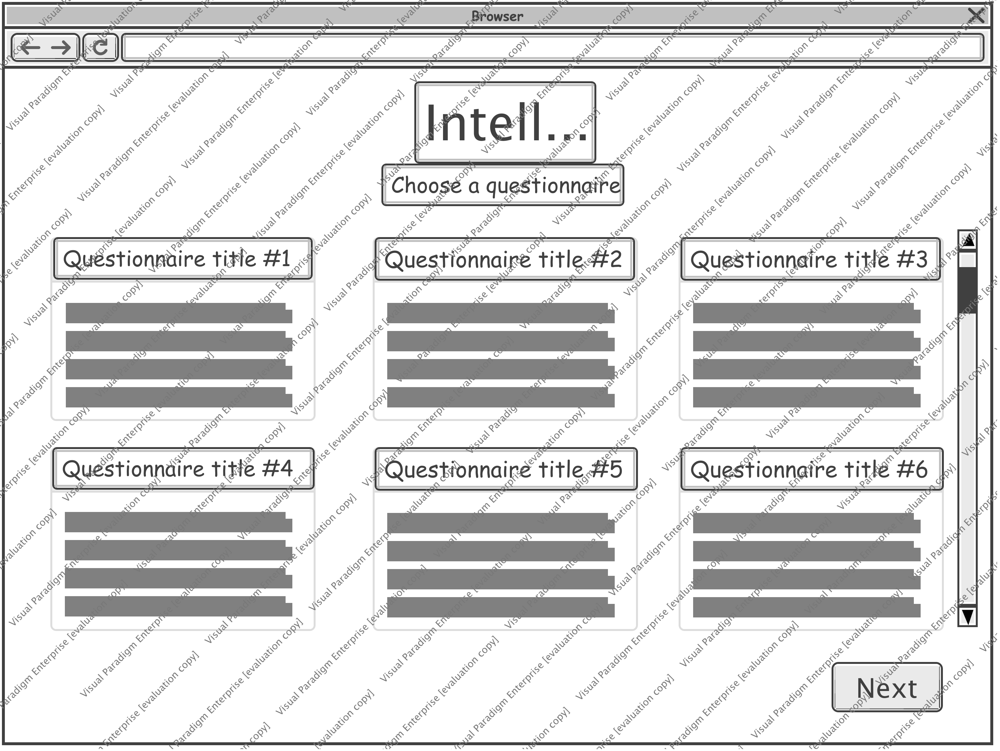 Browser
Intell...
Choose a questionnaire
Questionnaire title #1
Questionnaire title #2
Questionnaire title #3
Questionnaire title #4
Questionnaire title #5
Questionnaire title #6
Next
Visual Paradigm Enterprise [evaluation copy]